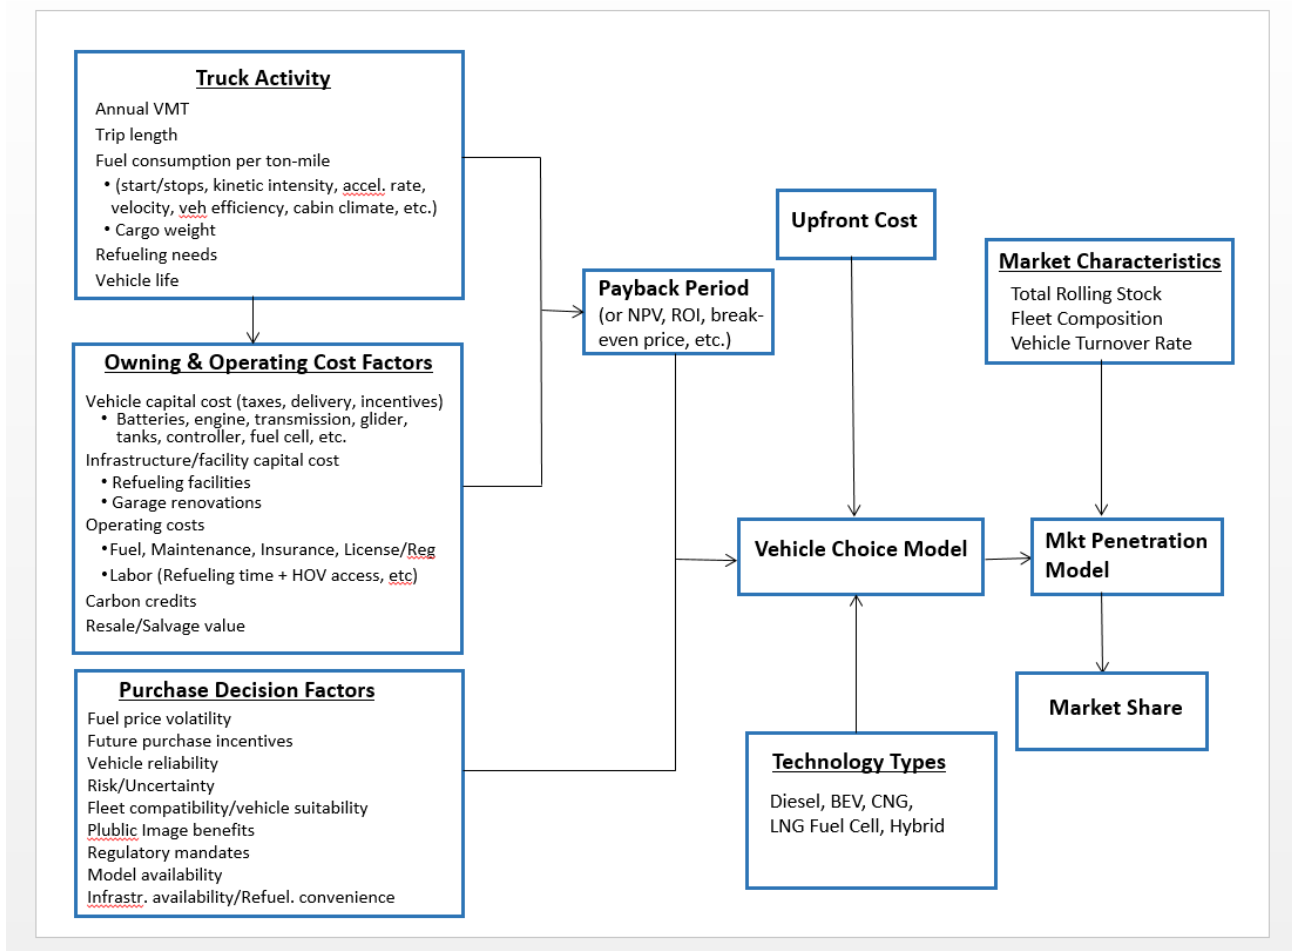 Truck Activity
Annual VMT
Trip length
Fuel consumption per ton-mile
• (start/stops, kinetic intensity, accel. rate,
velocity, veh efficiency, cabin climate, etc.)
• Cargo weight
Refueling needs
Vehicle life
Owning & Operating Cost Factors
Vehicle capital cost (taxes, delivery, incentives)
• Batteries, engine, transmission, glider,
tanks, controller, fuel cell, etc.
Infrastructure/facility capital cost
• Refueling facilities
• Garage renovations
Operating costs
•Fuel, Maintenance, Insurance, License/Reg
•Labor (Refueling time + HOV access, etc)
Carbon credits
Resale/Salvage value
Purchase Decision Factors
Fuel price volatility
Future purchase incentives
Vehicle reliability
Risk/Uncertainty
Fleet compatibility/vehicle suitability
Plublic Image benefits
Regulatory mandates
Model availability
Infrastr. availability/Refuel. convenience
Payback Period
(or NPV, ROI, break-
even price, etc.)
Upfront Cost
Vehicle Choice Model
Technology Types
Diesel, BEV, CNG,
LNG Fuel Cell, Hybrid
Market Characteristics
Total Rolling Stock
Fleet Composition
Vehicle Turnover Rate
Mkt Penetration
Model
Market Share